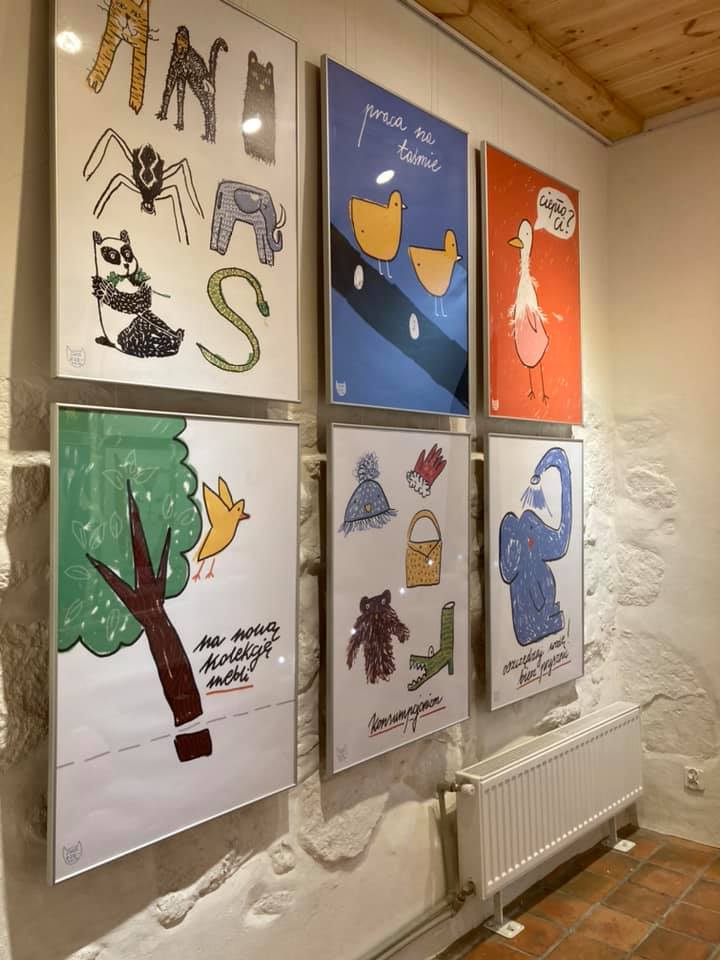 praca na
taśmie
ciepło
ci?
na nową
kolekcję
mebli
konsumpcjonizm
oszczędzaj wodę!
bierz prysznic